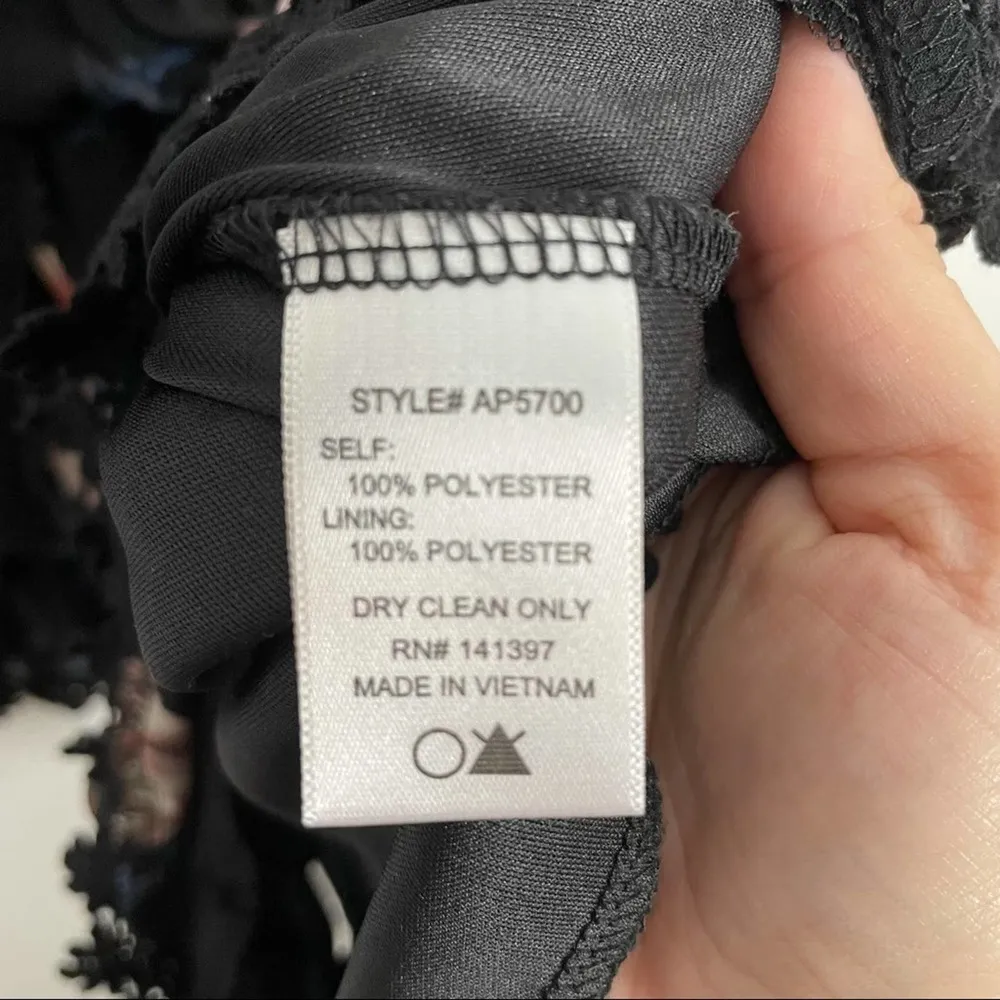 STYLE# AP5700
SELF:
100% POLYESTER
LINING:
100% POLYESTER
DRY CLEAN ONLY
RN# 141397
MADE IN VIETNAM